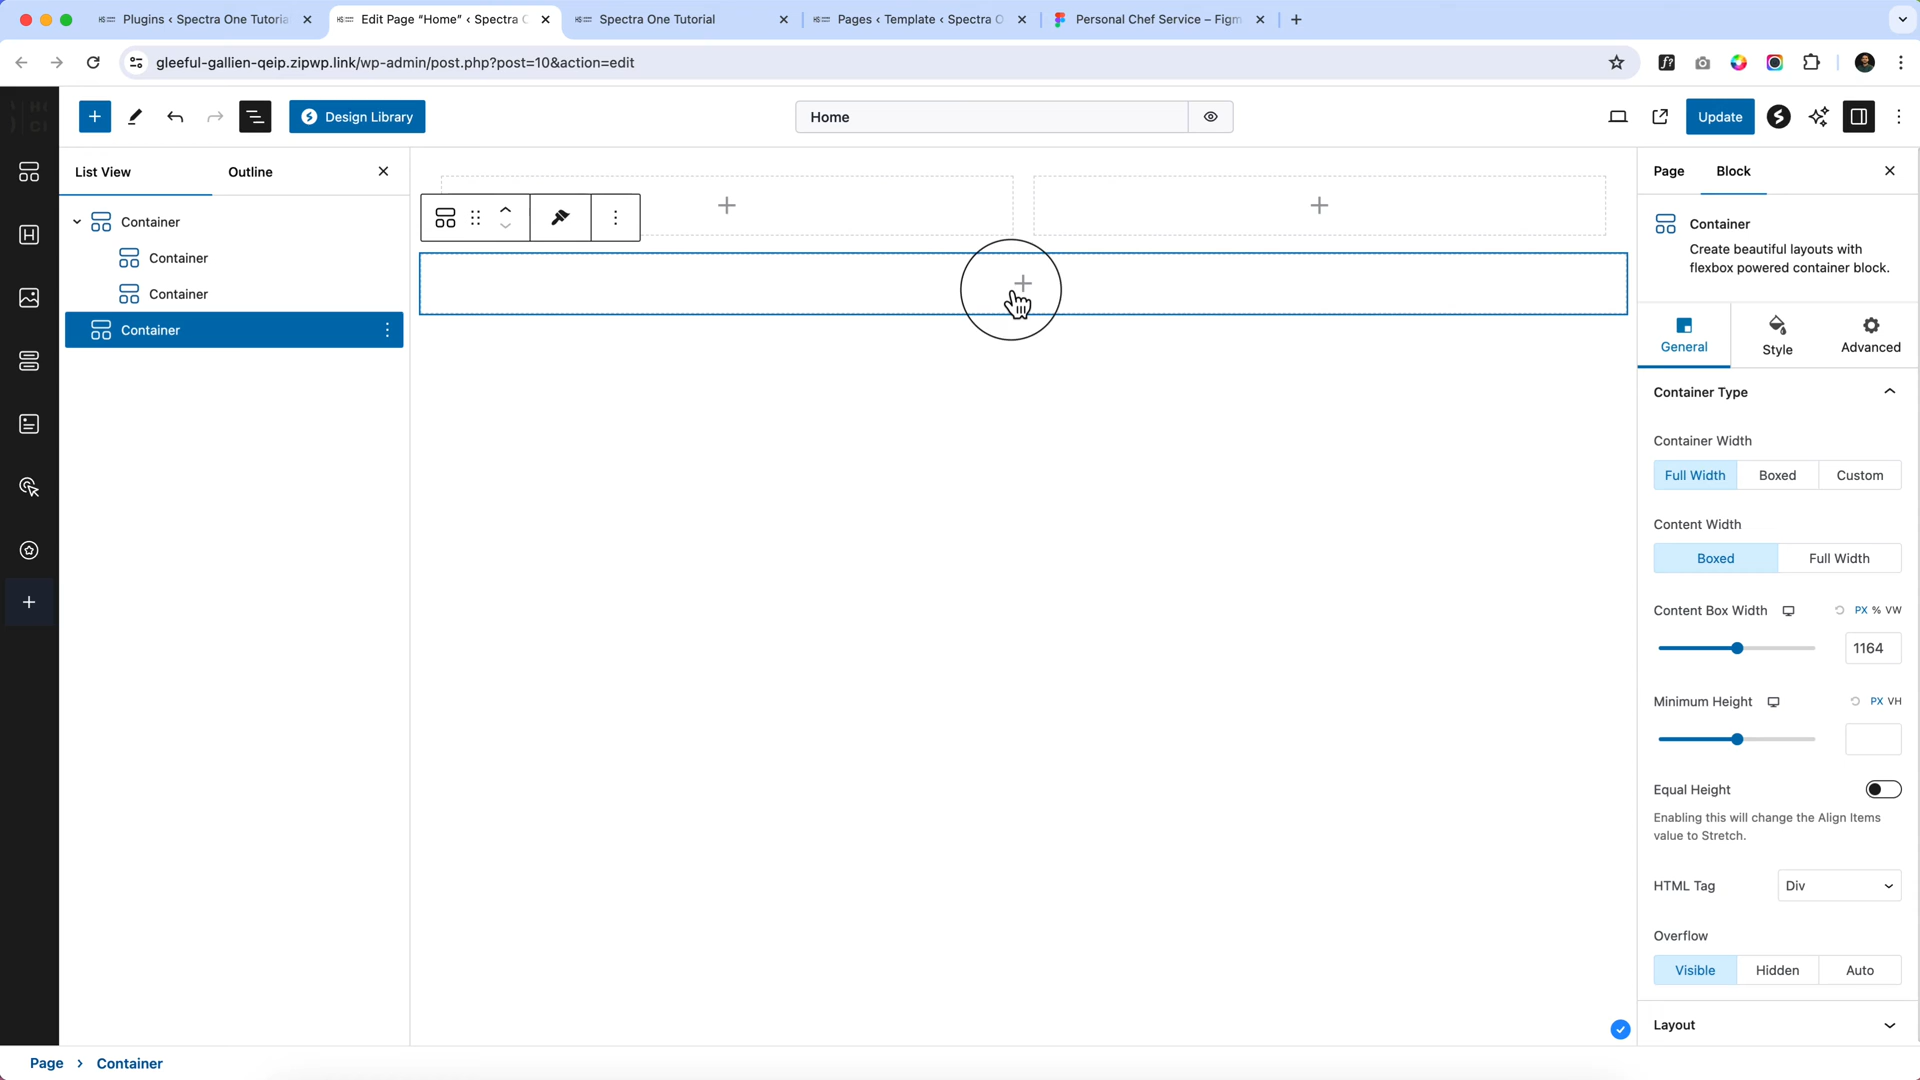 Plugins ‹ Spectra One Tutoria
Edit Page “Home” ‹ Spectra O
Spectra One Tutorial
Pages ‹ Template ‹ Spectra O
Personal Chef Service – Figm
gleeful-gallien-qeip.zipwp.link/wp-admin/post.php?post=10&action=edit
Design Library
Home
Update
List View
Outline
Page
Block
Container
Container
Container
Container
Container
Create beautiful layouts with
flexbox powered container block.
General
Style
Advanced
Container Type
Container Width
Full Width
Boxed
Custom
Content Width
Boxed
Full Width
Content Box Width
PX % VW
1164
Minimum Height
PX VH
Equal Height
Enabling this will change the Align Items
value to Stretch.
HTML Tag
Div
Overflow
Visible
Hidden
Auto
Layout
Page › Container